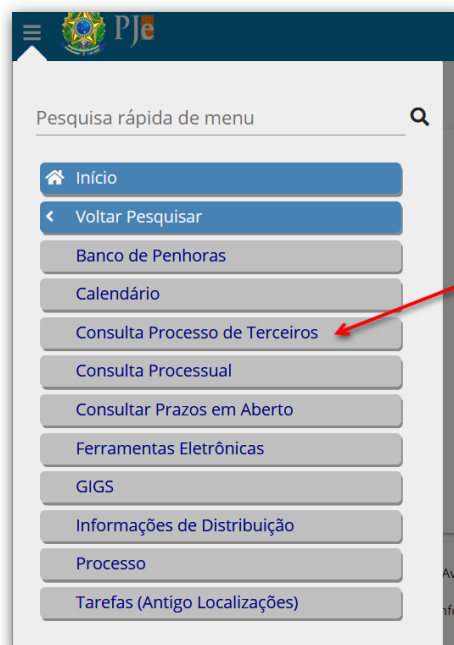 PJe
Pesquisa rápida de menu
Início
Voltar Pesquisar
Banco de Penhoras
Calendário
Consulta Processo de Terceiros
Consulta Processual
Consultar Prazos em Aberto
Ferramentas Eletrônicas
GIGS
Informações de Distribuição
Processo
Tarefas (Antigo Localizações)